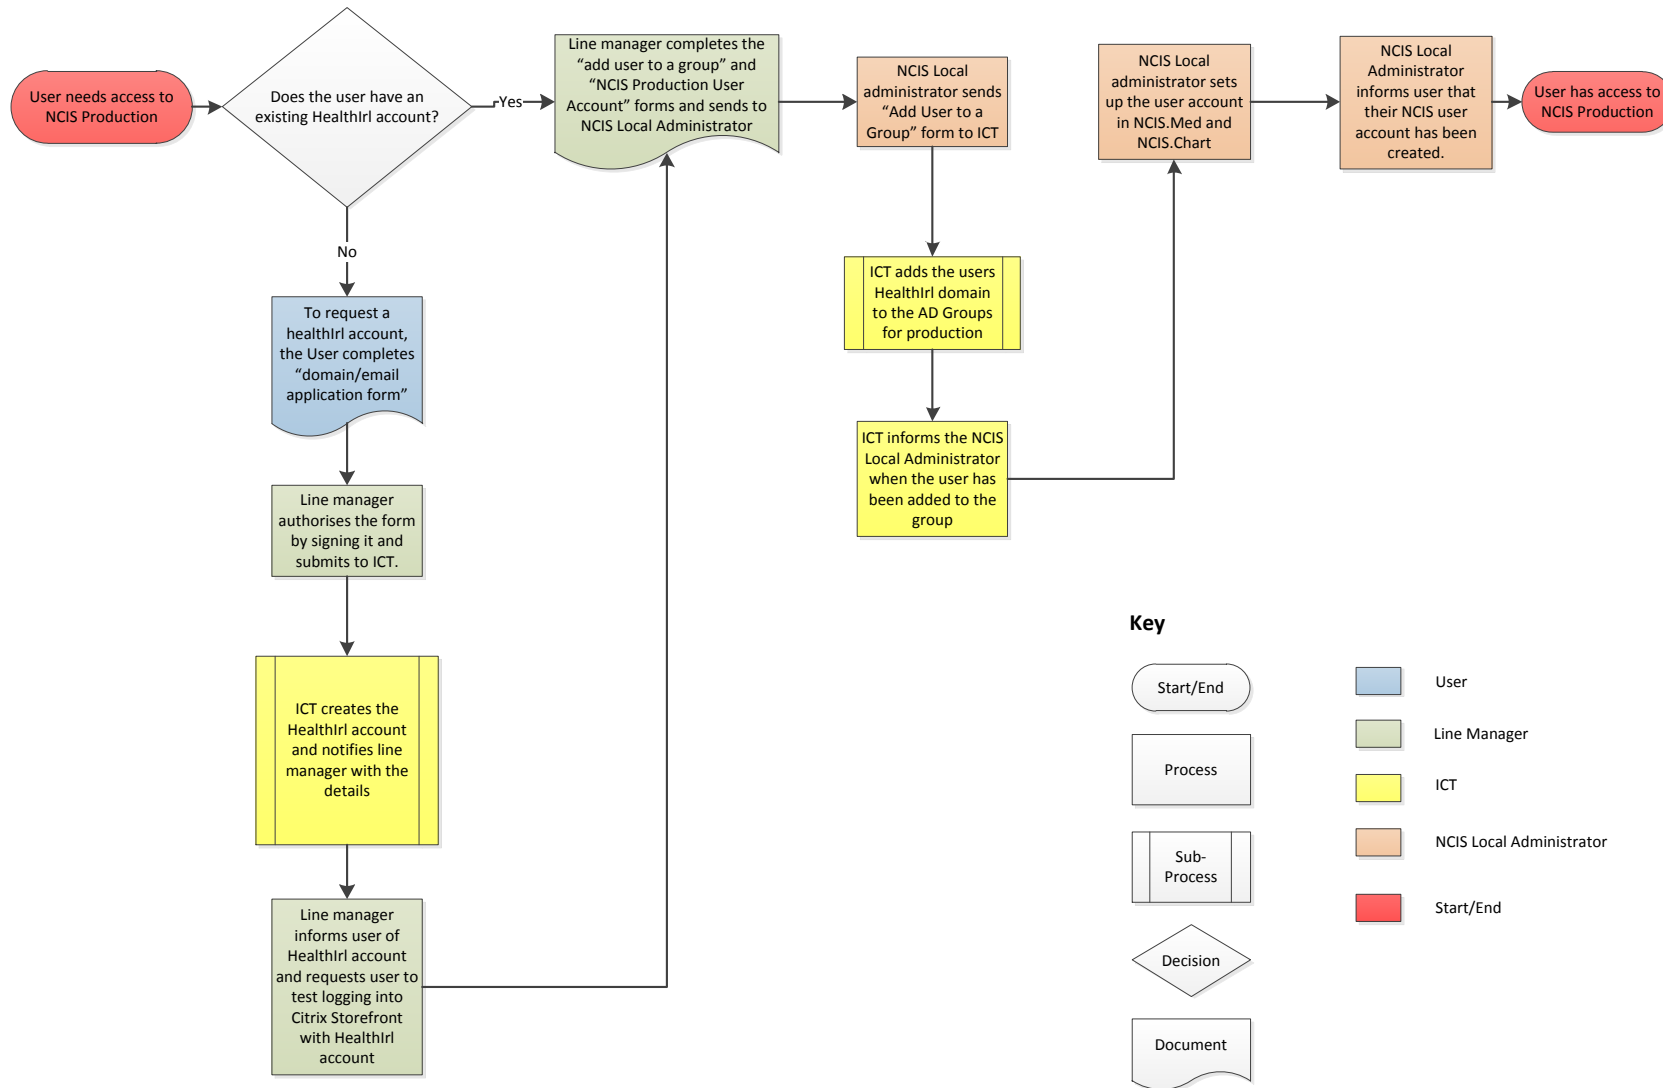 User needs access to
NCIS Production
Does the user have an
existing HealthIrl account?
Yes
No
Line manager completes the
“add user to a group” and
“NCIS Production User
Account” forms and sends to
NCIS Local Administrator
NCIS Local
administrator sends
“Add User to a
Group” form to ICT
NCIS Local
administrator sets
up the user account
in NCIS.Med and
NCIS.Chart
NCIS Local
Administrator
informs user that
their NCIS user
account has been
created.
User has access to
NCIS Production
To request a
healthIrl account,
the User completes
“domain/email
application form”
Line manager
authorises the form
by signing it and
submits to ICT.
ICT creates the
HealthIrl account
and notifies line
manager with the
details
Line manager
informs user of
HealthIrl account
and requests user to
test logging into
Citrix Storefront
with HealthIrl
account
ICT adds the users
HealthIrl domain
to the AD Groups
for production
ICT informs the NCIS
Local Administrator
when the user has
been added to the
group
Key
Start/End
Process
Sub-
Process
Decision
Document
User
Line Manager
ICT
NCIS Local Administrator
Start/End